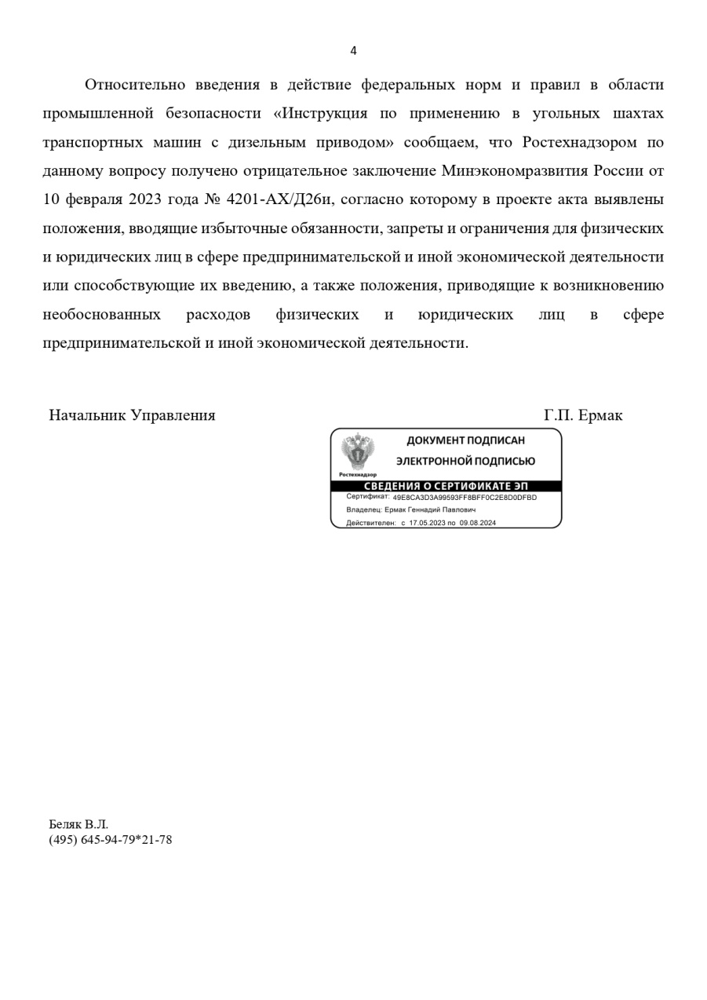 4
Относительно введения в действие федеральных норм и правил в области
промышленной безопасности «Инструкция по применению в угольных шахтах
транспортных машин с дизельным приводом» сообщаем, что Ростехнадзором по
данному вопросу получено отрицательное заключение Минэкономразвития России от
10 февраля 2023 года № 4201-АХ/Д26и, согласно которому в проекте акта выявлены
положения, вводящие избыточные обязанности, запреты и ограничения для физических
и юридических лиц в сфере предпринимательской и иной экономической деятельности
или способствующие их введению, а также положения, приводящие к возникновению
необоснованных расходов физических и юридических лиц в сфере
предпринимательской и иной экономической деятельности.
Начальник Управления Г.П. Ермак
ДОКУМЕНТ ПОДПИСАН
ЭЛЕКТРОННОЙ ПОДПИСЬЮ
Ростехнадзор
СВЕДЕНИЯ О СЕРТИФИКАТЕ ЭП
Сертификат: 49E8CA3D3A99593FF8BFF0C2E8D0DFBD
Владелец: Ермак Геннадий Павлович
Действителен: с 17.05.2023 по 09.08.2024
Беляк В.Л.
(495) 645-94-79*21-78